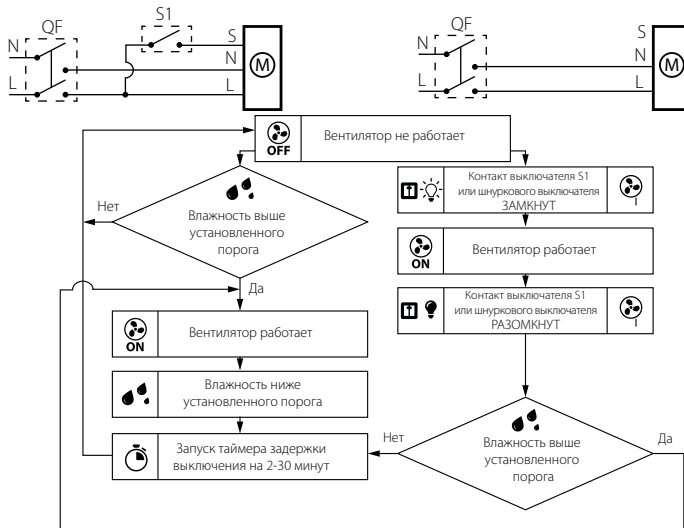 QF
S1
N
L
S
N
L
M
QF
N
L
S
N
L
M
OFF
Вентилятор не работает
Нет
Влажность выше
установленного
порога
Да
ON
Вентилятор работает
Влажность ниже
установленного порога
Запуск таймера задержки
выключения на 2-30 минут
Контакт выключателя S1
или шнуркового выключателя
ЗАМКНУТ
ON
Вентилятор работает
Контакт выключателя S1
или шнуркового выключателя
РАЗОМКНУТ
Нет
Влажность выше
установленного
порога
Да